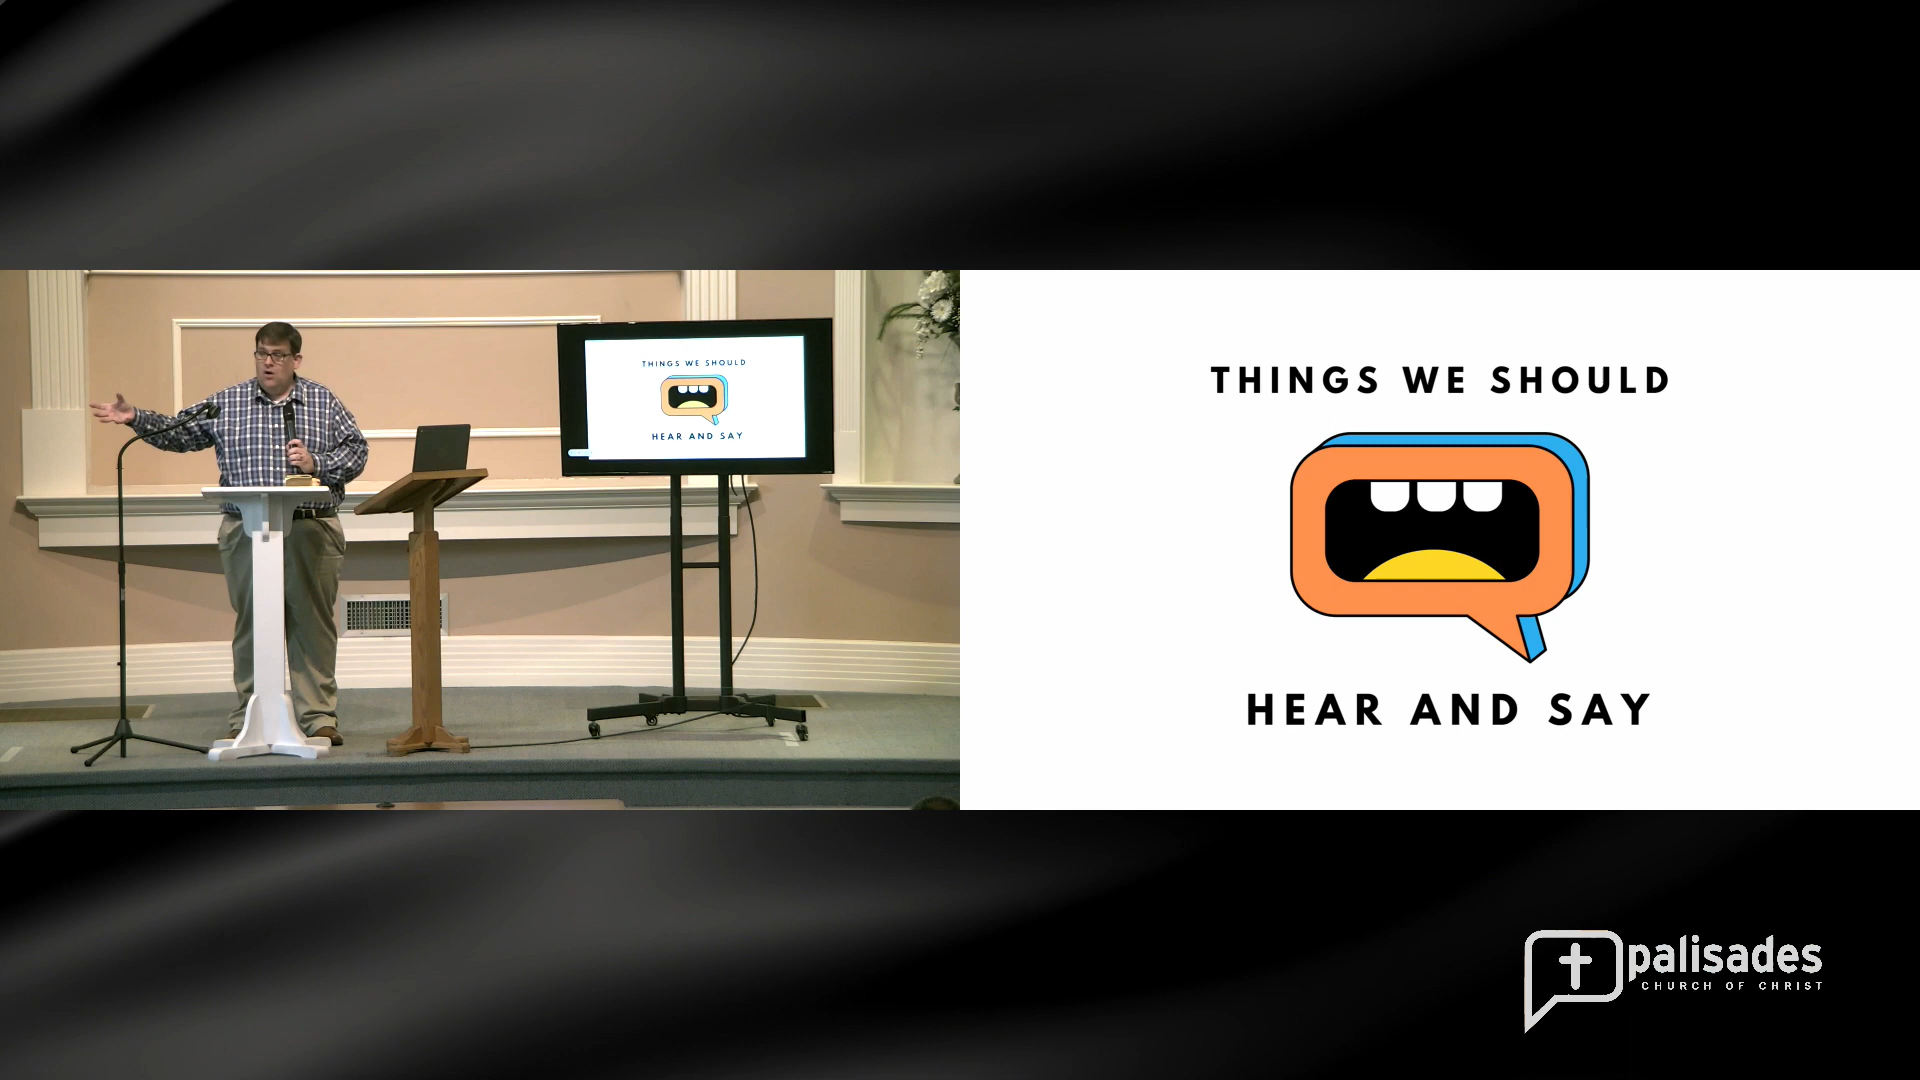 THINGS WE SHOULD
HEAR AND SAY
THINGS WE SHOULD
HEAR AND SAY
palisades
CHURCH OF CHRIST